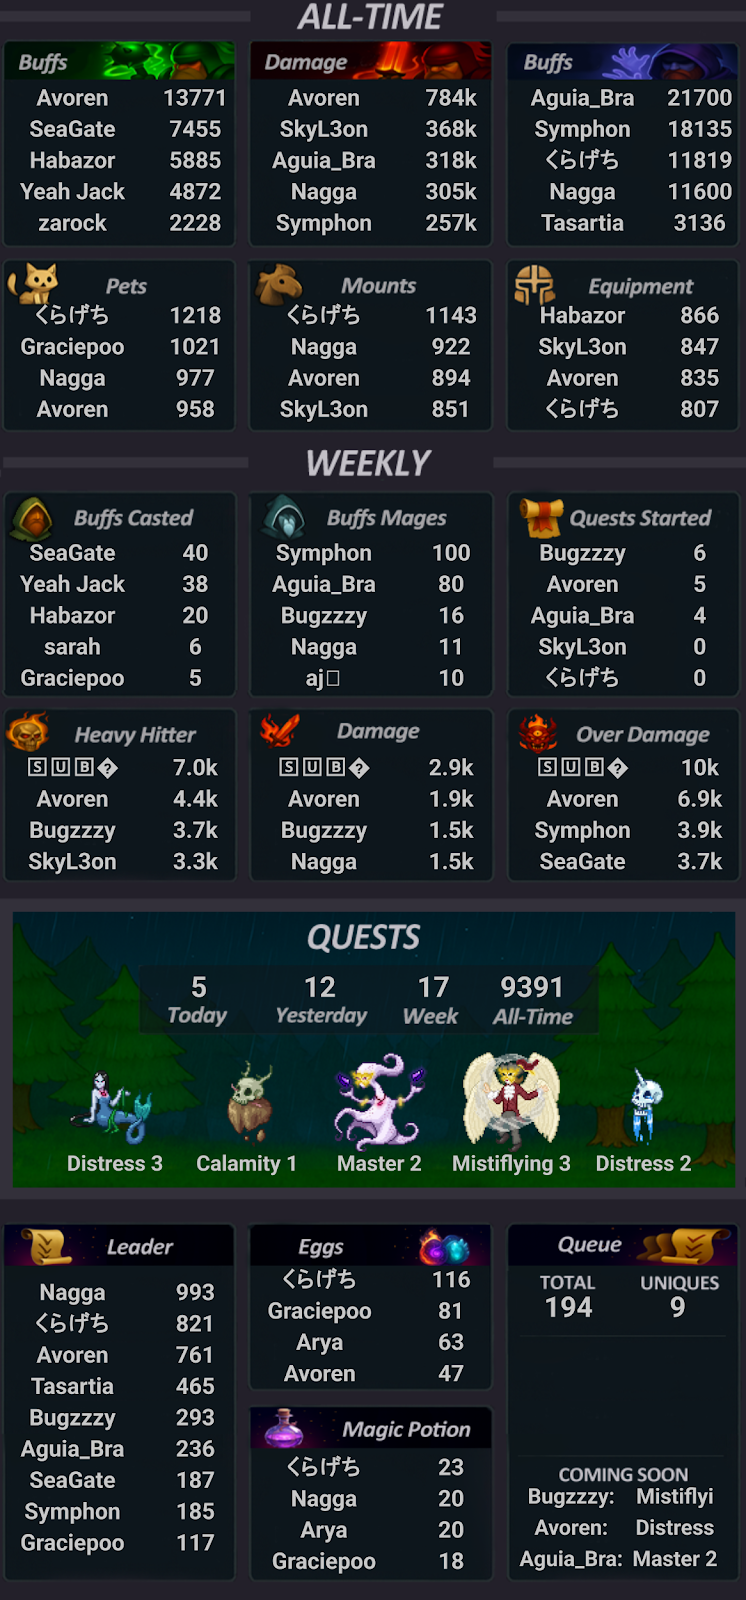 ALL-TIME
Buffs
Avoren 13771
SeaGate 7455
Habazor 5885
Yeah Jack 4872
zarock 2228
Damage
Avoren 784k
SkyL3on 368k
Aguia_Bra 318k
Nagga 305k
Symphon 257k
Buffs
Aguia_Bra 21700
Symphon 18135
くらげち 11819
Nagga 11600
Tasartia 3136
Pets
くらげち 1218
Graciepoo 1021
Nagga 977
Avoren 958
Mounts
くらげち 1143
Nagga 922
Avoren 894
SkyL3on 851
Equipment
Habazor 866
SkyL3on 847
Avoren 835
くらげち 807
WEEKLY
Buffs Casted
SeaGate 40
Yeah Jack 38
Habazor 20
sarah 6
Graciepoo 5
Buffs Mages
Symphon 100
Aguia_Bra 80
Bugzzzy 16
Nagga 11
aj▯ 10
Quests Started
Bugzzzy 6
Avoren 5
Aguia_Bra 4
SkyL3on 0
くらげち 0
Heavy Hitter
🅂🅄🄱� 7.0k
Avoren 4.4k
Bugzzzy 3.7k
SkyL3on 3.3k
Damage
🅂🅄🄱� 2.9k
Avoren 1.9k
Bugzzzy 1.5k
Nagga 1.5k
Over Damage
🅂🅄🄱� 10k
Avoren 6.9k
Symphon 3.9k
SeaGate 3.7k
QUESTS
5 12 17 9391
Today Yesterday Week All-Time
Distress 3 Calamity 1 Master 2 Mistiflying 3 Distress 2
Leader
Nagga 993
くらげち 821
Avoren 761
Tasartia 465
Bugzzzy 293
Aguia_Bra 236
SeaGate 187
Symphon 185
Graciepoo 117
Eggs
くらげち 116
Graciepoo 81
Arya 63
Avoren 47
Magic Potion
くらげち 23
Nagga 20
Arya 20
Graciepoo 18
Queue
TOTAL UNIQUES
194 9
COMING SOON
Bugzzzy: Mistiflyi
Avoren: Distress
Aguia_Bra: Master 2